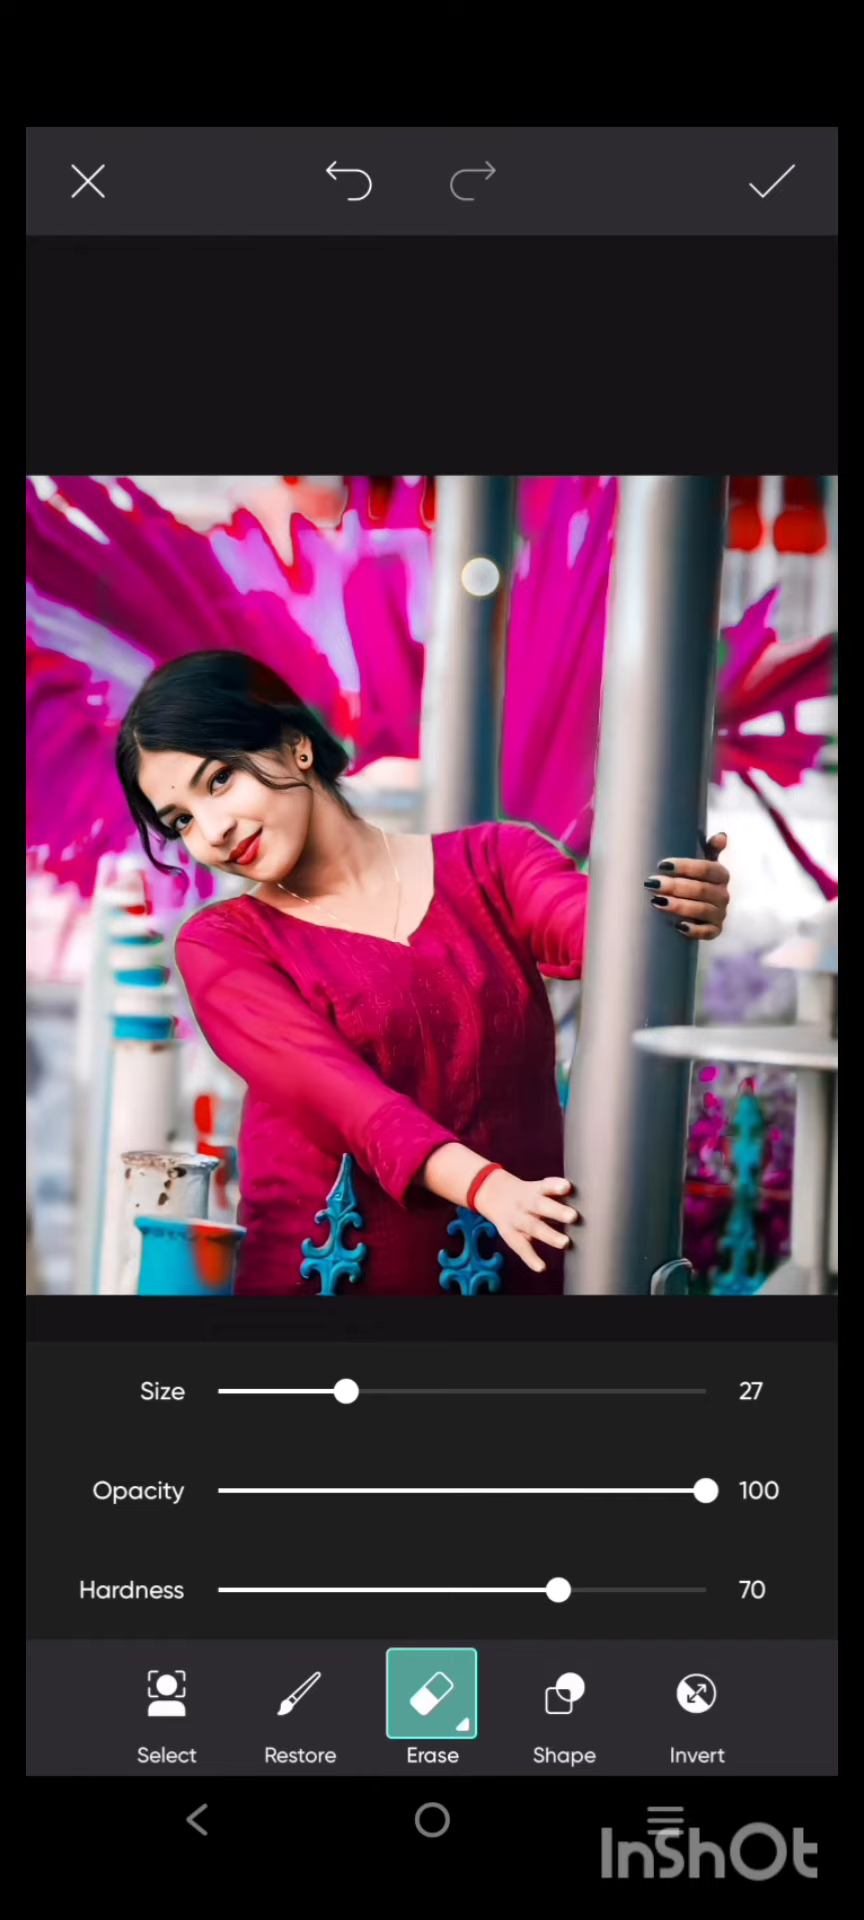 Size 27
Opacity 100
Hardness 70
Select Restore Erase Shape Invert
InShOt